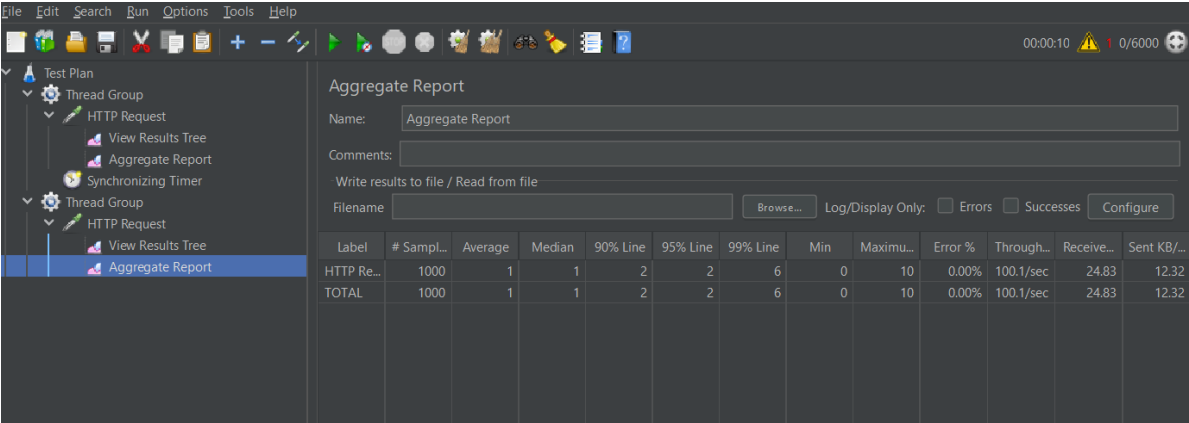 File Edit Search Run Options Tools Help
00:00:10 1 0/6000
Test Plan
Thread Group
HTTP Request
View Results Tree
Aggregate Report
Synchronizing Timer
Thread Group
HTTP Request
View Results Tree
Aggregate Report
Aggregate Report
Name: Aggregate Report
Comments:
Write results to file / Read from file
Filename Browse... Log/Display Only: Errors Successes Configure
Label # Sampl... Average Median 90% Line 95% Line 99% Line Min Maximu... Error % Through... Receive... Sent KB/...
HTTP Re... 1000 1 1 2 2 6 0 10 0.00% 100.1/sec 24.83 12.32
TOTAL 1000 1 1 2 2 6 0 10 0.00% 100.1/sec 24.83 12.32